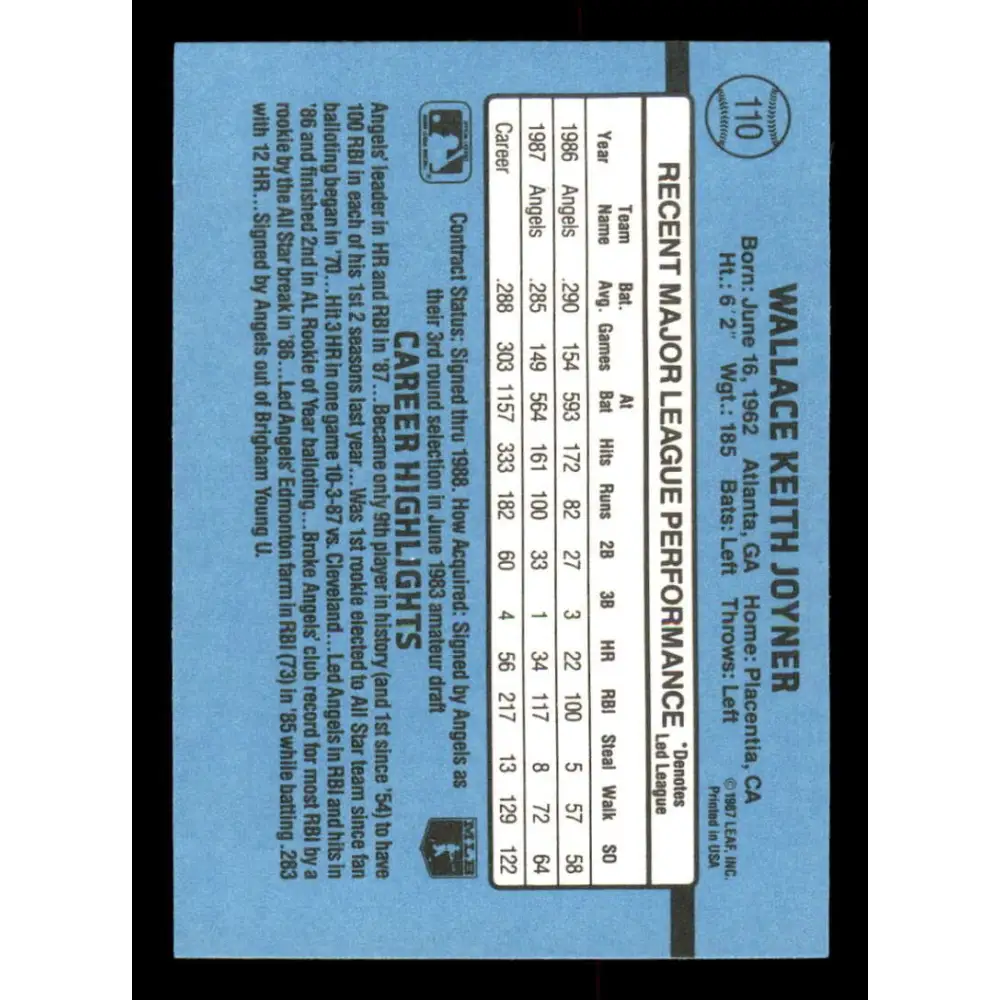 110
WALLACE KEITH JOYNER
Born: June 16, 1962 Atlanta, GA Home: Placentia, CA
Ht.: 6'2" Wgt.: 185 Bats: Left Throws: Left
© 1987 LEAF, INC.
Printed in USA
RECENT MAJOR LEAGUE PERFORMANCE
*Denotes
Led League
Year Team Name Bat. Avg. Games At Bat Hits Runs 2B 3B HR RBI Steal Walk SO
1986 Angels .290 154 593 172 82 27 3 22 100 5 57 58
1987 Angels .285 149 564 161 100 33 1 34 117 8 72 64
Career .288 303 1157 333 182 60 4 56 217 13 129 122
Contract Status: Signed thru 1988. How Acquired: Signed by Angels as
their 3rd round selection in June 1983 amateur draft
MLB
CAREER HIGHLIGHTS
Angels' leader in HR and RBI in '87...Became only 9th player in history (and 1st since '54) to have
100 RBI in each of his 1st 2 seasons last year...Was 1st rookie elected to All Star team since fan
balloting began in '70...Hit 3 HR in one game 10-3-87 vs. Cleveland...Led Angels in RBI and hits in
'86 and finished 2nd in AL Rookie of Year balloting...Broke Angels' club record for most RBI by a
rookie by the All Star break in '86...Led Angels' Edmonton farm in RBI (73) in '85 while batting .283
with 12 HR...Signed by Angels out of Brigham Young U.